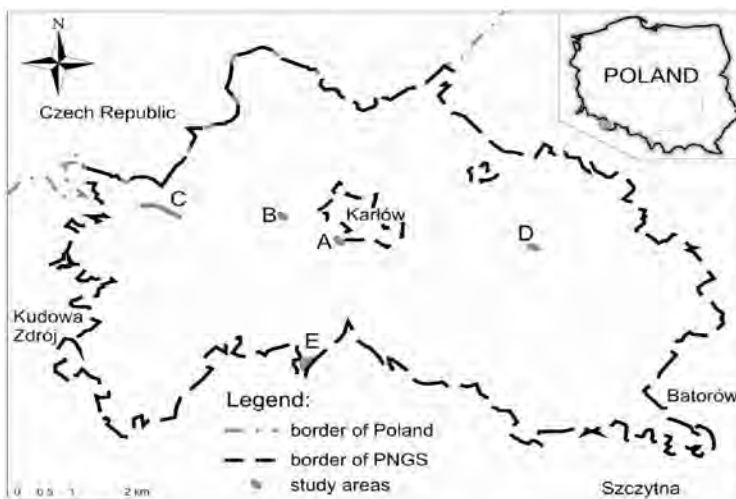 N
POLAND
Czech Republic
C
B
Karłów
A
D
Kudowa
Zdrój
E
Batorów
Legend:
border of Poland
border of PNGS
study areas
0 0.5 1 2 km
Szczytna